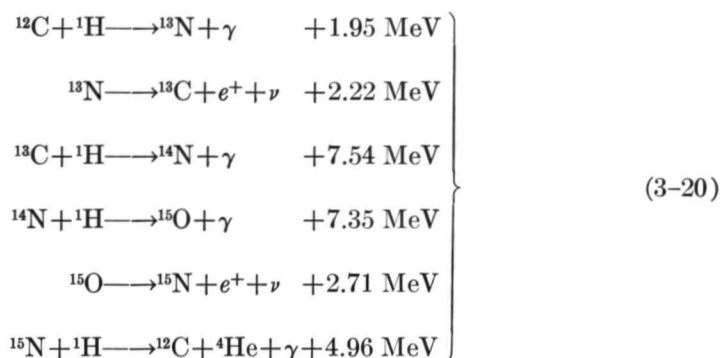 ¹²C+¹H⟶¹³N+γ +1.95 MeV
¹³N⟶¹³C+e⁺+ν +2.22 MeV
¹³C+¹H⟶¹⁴N+γ +7.54 MeV
(3–20)
¹⁴N+¹H⟶¹⁵O+γ +7.35 MeV
¹⁵O⟶¹⁵N+e⁺+ν +2.71 MeV
¹⁵N+¹H⟶¹²C+⁴He+γ+4.96 MeV